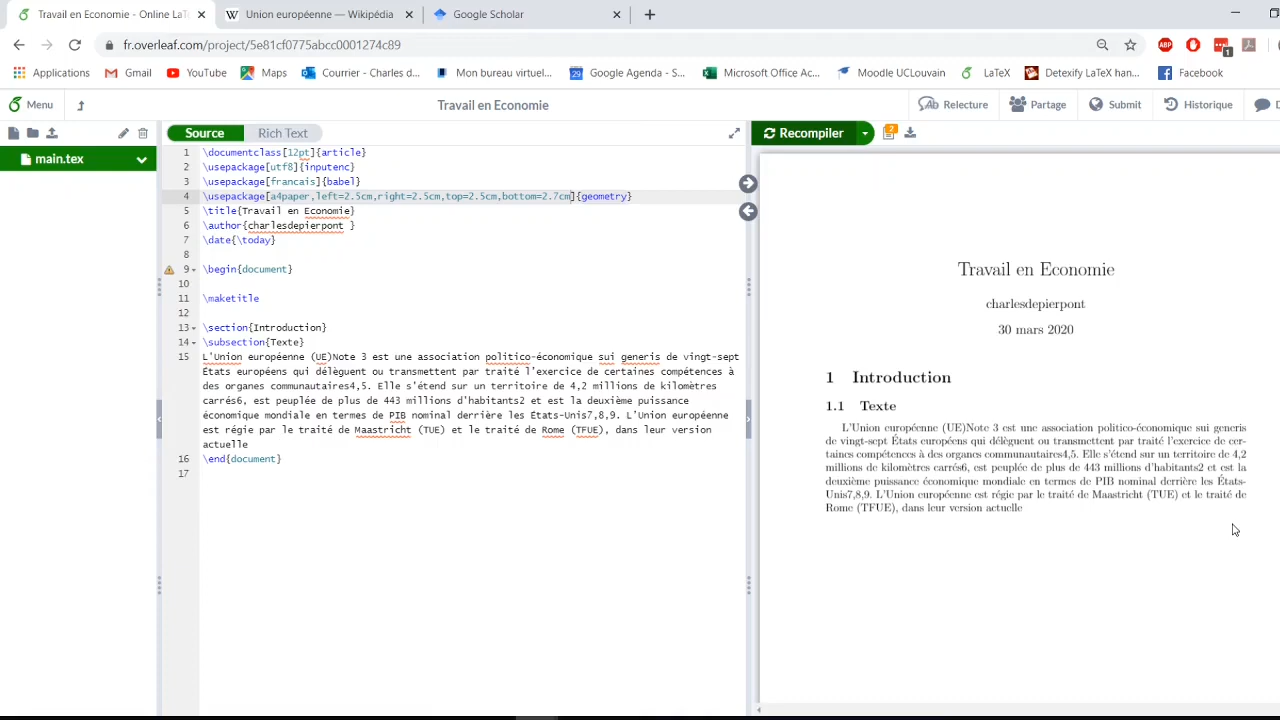 Travail en Economie - Online LaT
Union européenne — Wikipédia
Google Scholar
fr.overleaf.com/project/5e81cf0775abcc0001274c89
ABP
1
Applications
Gmail
YouTube
Maps
Courrier - Charles d...
Mon bureau virtuel...
Google Agenda - S...
Microsoft Office Ac...
Moodle UCLouvain
LaTeX
Detexify LaTeX han...
Facebook
Menu
Travail en Economie
Relecture
Partage
Submit
Historique
Source
Rich Text
Recompiler
2
main.tex
1 \documentclass[12pt]{article}
2 \usepackage[utf8]{inputenc}
3 \usepackage[francais]{babel}
4 \usepackage[a4paper,left=2.5cm,right=2.5cm,top=2.5cm,bottom=2.7cm]{geometry}
5 \title{Travail en Economie}
6 \author{charlesdepierpont }
7 \date{\today}
8
9 \begin{document}
10
11 \maketitle
12
13 \section{Introduction}
14 \subsection{Texte}
15 L'Union européenne (UE)Note 3 est une association politico-économique sui generis de vingt-sept
États européens qui délèguent ou transmettent par traité l'exercice de certaines compétences à
des organes communautaires4,5. Elle s'étend sur un territoire de 4,2 millions de kilomètres
carrés6, est peuplée de plus de 443 millions d'habitants2 et est la deuxième puissance
économique mondiale en termes de PIB nominal derrière les États-Unis7,8,9. L'Union européenne
est régie par le traité de Maastricht (TUE) et le traité de Rome (TFUE), dans leur version
actuelle
16 \end{document}
17
Travail en Economie
charlesdepierpont
30 mars 2020
1 Introduction
1.1 Texte
L'Union européenne (UE)Note 3 est une association politico-économique sui generis
de vingt-sept États européens qui délèguent ou transmettent par traité l'exercice de cer-
taines compétences à des organes communautaires4,5. Elle s'étend sur un territoire de 4,2
millions de kilomètres carrés6, est peuplée de plus de 443 millions d'habitants2 et est la
deuxième puissance économique mondiale en termes de PIB nominal derrière les États-
Unis7,8,9. L'Union européenne est régie par le traité de Maastricht (TUE) et le traité de
Rome (TFUE), dans leur version actuelle